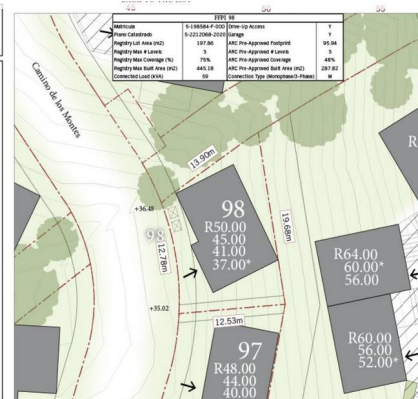 FFPI 98
Matricula 5-198584-F-000 Drive-Up Access Y
Plano Catastrado 5-2212068-2020 Garage Y
Registry Lot Area (m2) 197.86 ARC Pre-Approved Footprint 95.94
Registry Max # Levels 3 ARC Pre-Approved # Levels 3
Registry Max Coverage (%) 75% ARC Pre-Approved Coverage 48%
Registry Max Built Area (m2) 445.18 ARC Pre-Approved Built Area (m2) 287.82
Connected Load (kVA) 69 Connection Type (Monophase/3-Phase) M
Camino de los Montes
13.90m
+36.48
98
98
R50.00
45.00
41.00
37.00*
12.78m
19.68m
R
R64.00
60.00*
56.00
+35.02
12.53m
97
R48.00
44.00
40.00
R60.00
56.00
52.00*